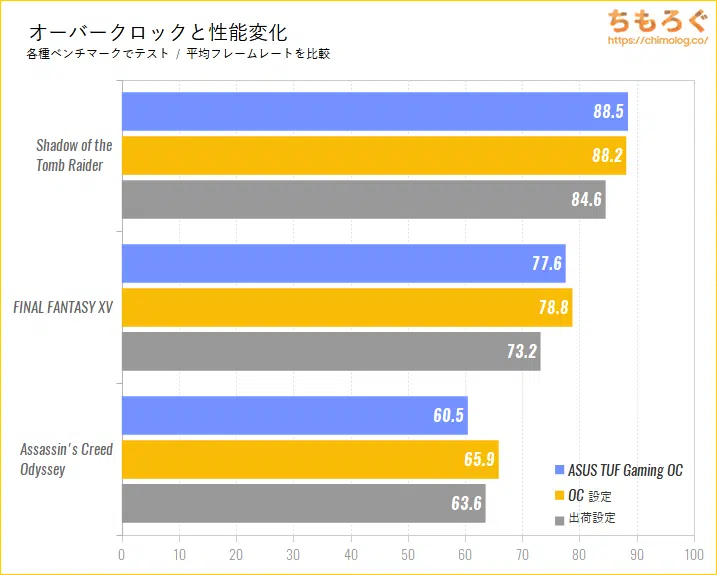 オーバークロックと性能変化
各種ベンチマークでテスト / 平均フレームレートを比較
ちもろぐ
https://chimolog.co/
Shadow of the
Tomb Raider
88.5
88.2
84.6
FINAL FANTASY XV
77.6
78.8
73.2
Assassin's Creed
Odyssey
60.5
65.9
63.6
ASUS TUF Gaming OC
OC 設定
出荷設定
0 10 20 30 40 50 60 70 80 90 100